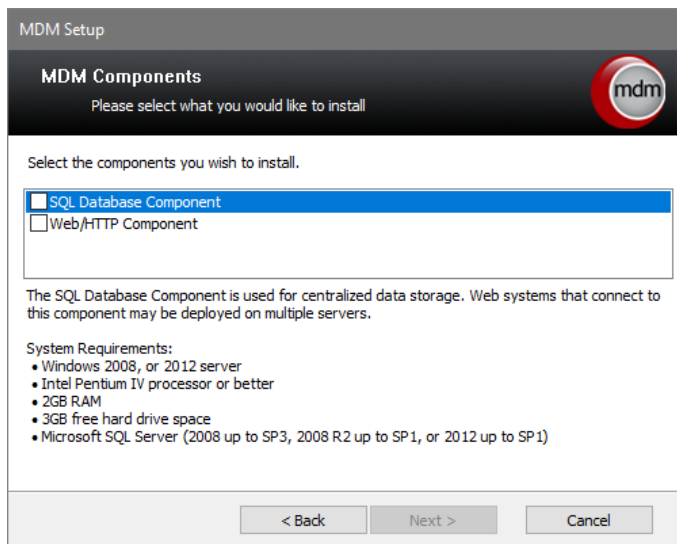 MDM Setup
MDM Components
Please select what you would like to install
mdm
Select the components you wish to install.
SQL Database Component
Web/HTTP Component
The SQL Database Component is used for centralized data storage. Web systems that connect to
this component may be deployed on multiple servers.
System Requirements:
• Windows 2008, or 2012 server
• Intel Pentium IV processor or better
• 2GB RAM
• 3GB free hard drive space
• Microsoft SQL Server (2008 up to SP3, 2008 R2 up to SP1, or 2012 up to SP1)
< Back Next > Cancel